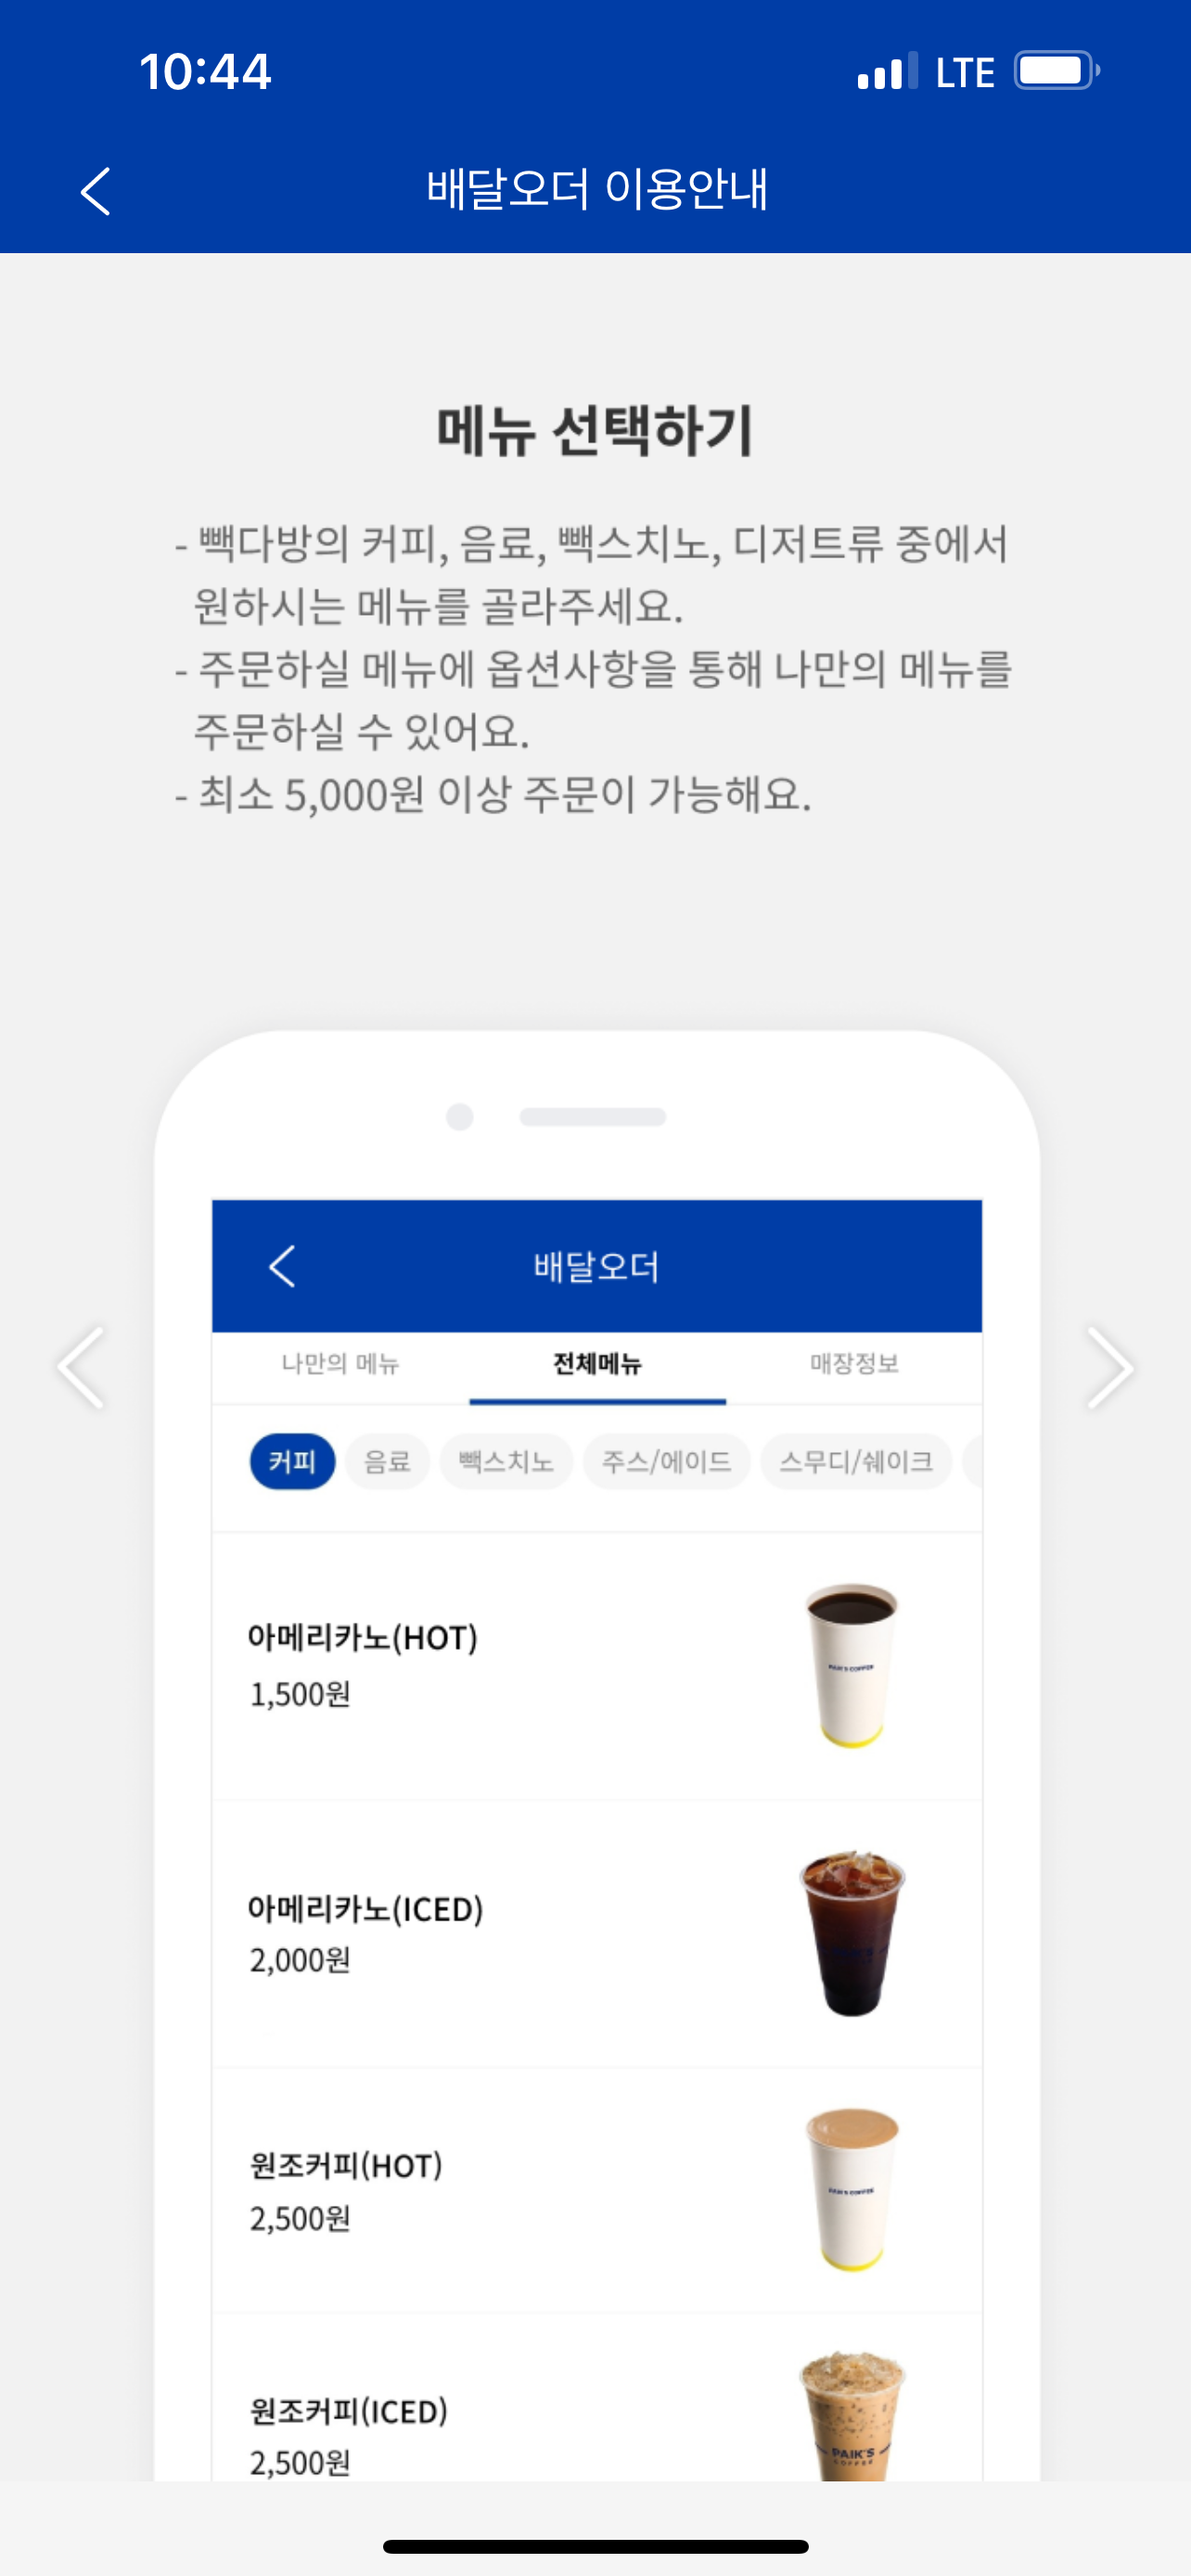 10:44
LTE
배달오더 이용안내
메뉴 선택하기
- 빽다방의 커피, 음료, 빽스치노, 디저트류 중에서
원하시는 메뉴를 골라주세요.
- 주문하실 메뉴에 옵션사항을 통해 나만의 메뉴를
주문하실 수 있어요.
- 최소 5,000원 이상 주문이 가능해요.
배달오더
나만의 메뉴 전체메뉴 매장정보
커피 음료 빽스치노 주스/에이드 스무디/쉐이크
아메리카노(HOT)
1,500원
PAIK'S COFFEE
아메리카노(ICED)
2,000원
PAIK'S
원조커피(HOT)
2,500원
PAIK'S COFFEE
원조커피(ICED)
2,500원
PAIK'S
COFFEE